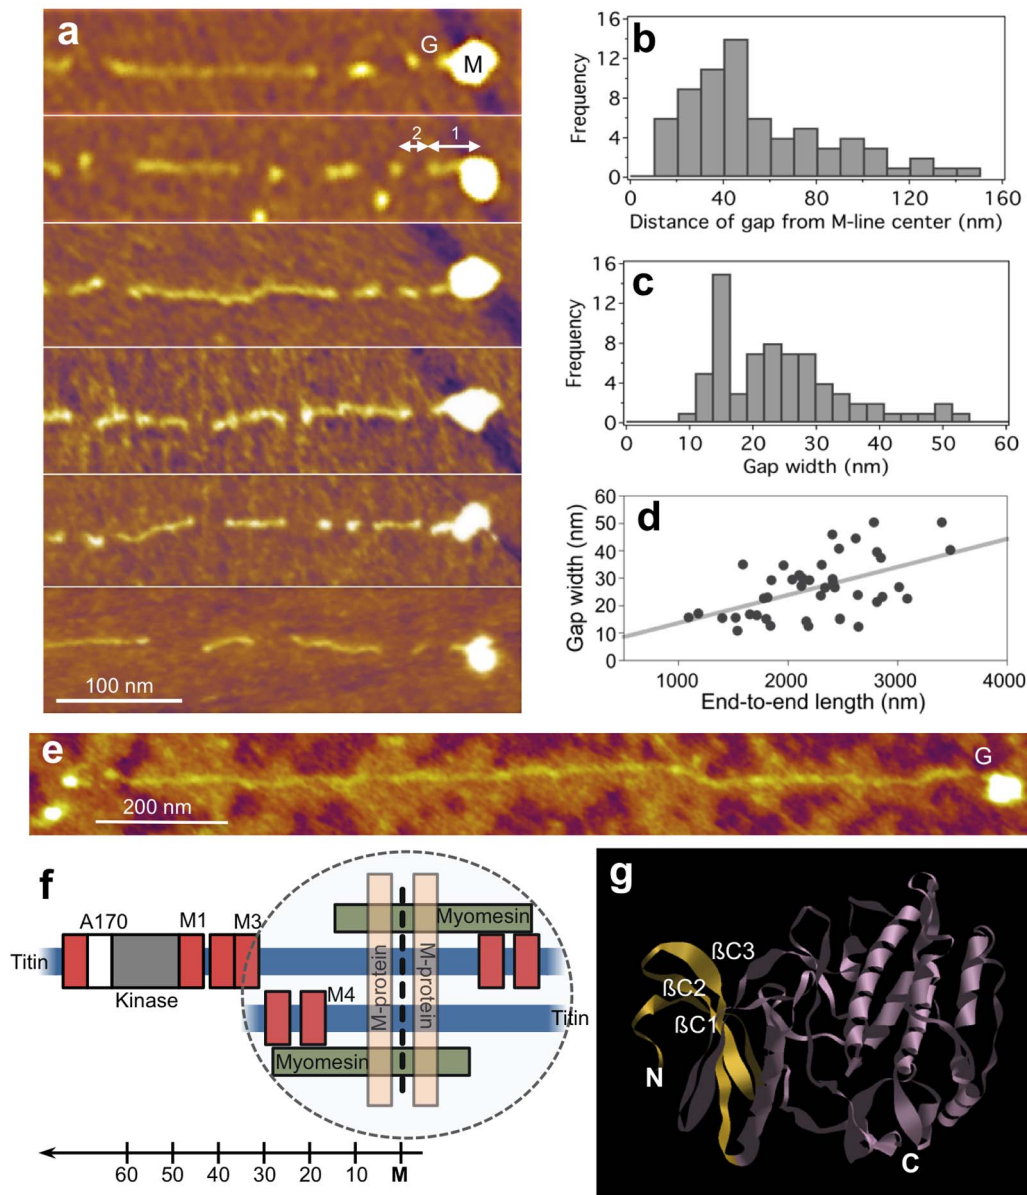 a
G
M
2
1
100 nm
b
Frequency
16
12
8
4
0
0 40 80 120 160
Distance of gap from M-line center (nm)
c
Frequency
16
12
8
4
0
0 10 20 30 40 50 60
Gap width (nm)
d
Gap width (nm)
60
50
40
30
20
10
0
1000 2000 3000 4000
End-to-end length (nm)
e
G
200 nm
f
A170
M1
M3
Myomesin
Titin
Kinase
M-protein
M-protein
M4
Titin
Myomesin
60 50 40 30 20 10 M
g
ßC3
ßC2
ßC1
N
C